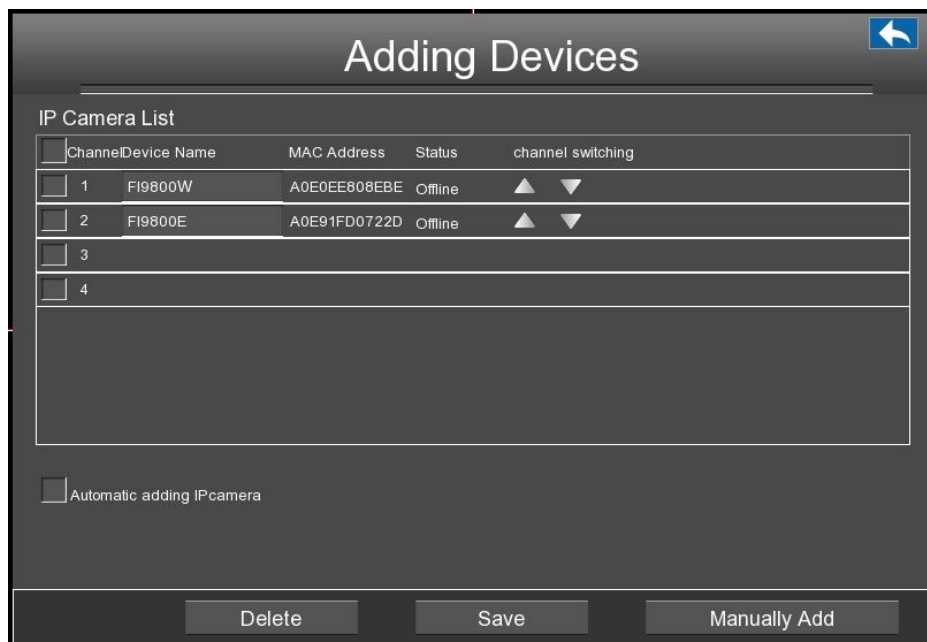 Adding Devices
IP Camera List
Channel Device Name MAC Address Status channel switching
1 FI9800W A0E0EE808EBE Offline
2 FI9800E A0E91FD0722D Offline
3
4
Automatic adding IPcamera
Delete Save Manually Add